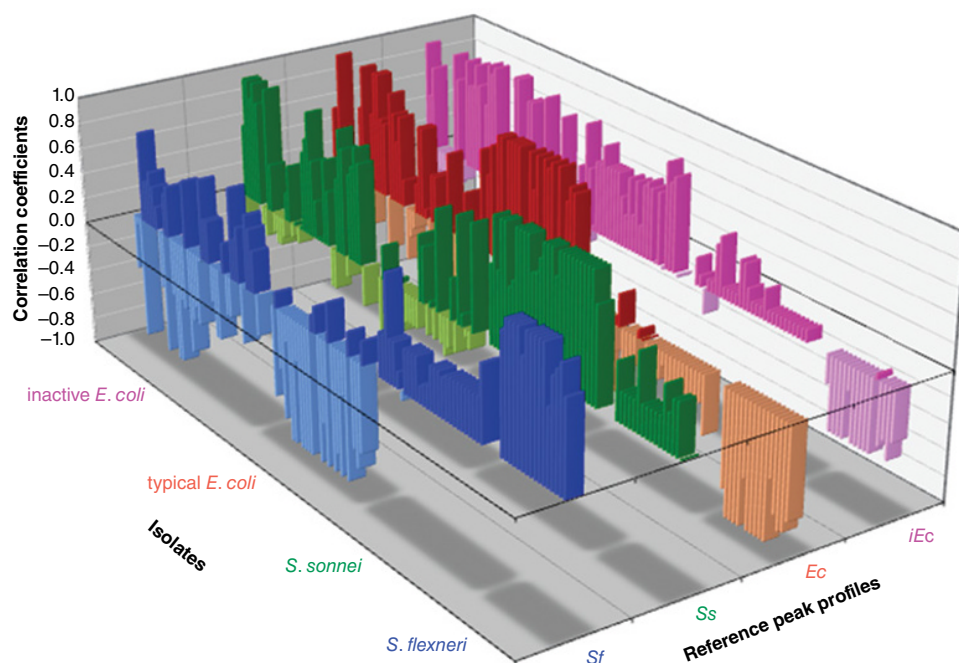 Correlation coefficients
1.0
0.8
0.6
0.4
0.2
0.0
–0.2
–0.4
–0.6
–0.8
–1.0
inactive E. coli
typical E. coli
S. sonnei
S. flexneri
Isolates
Sf
Ss
Ec
iEc
Reference peak profiles